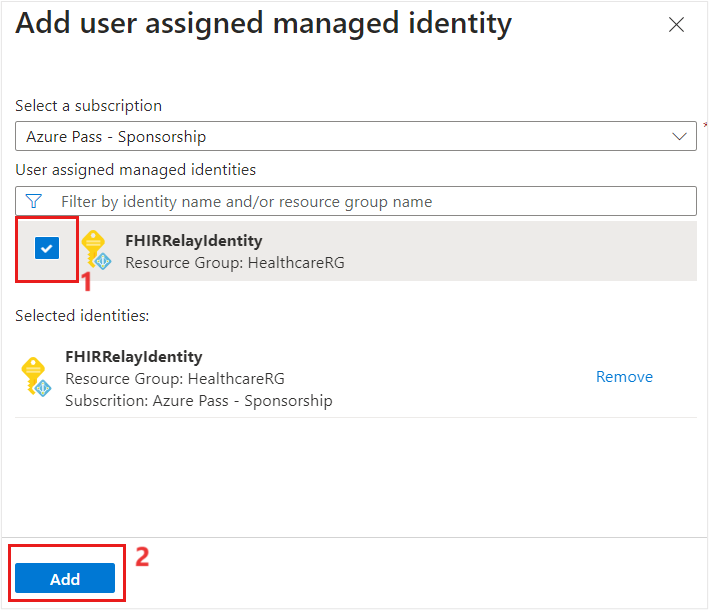 Add user assigned managed identity
Select a subscription
Azure Pass - Sponsorship
*
User assigned managed identities
Filter by identity name and/or resource group name
FHIRRelayIdentity
Resource Group: HealthcareRG
1
Selected identities:
FHIRRelayIdentity
Resource Group: HealthcareRG
Remove
Subscrition: Azure Pass - Sponsorship
2
Add